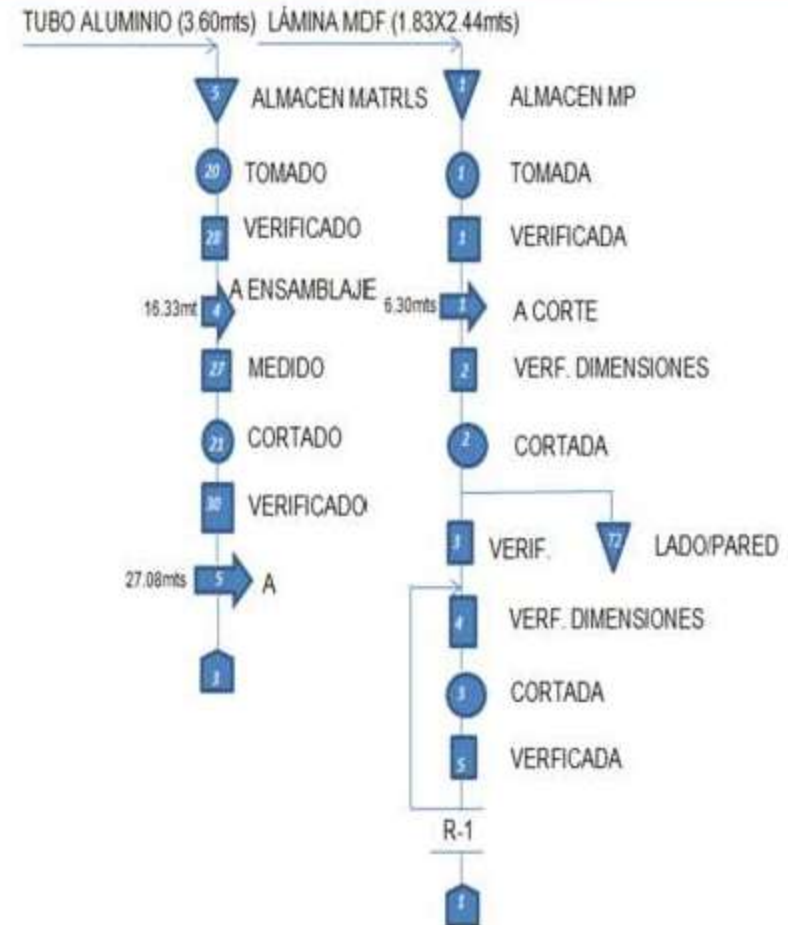 TUBO ALUMINIO (3.60mts)
LÁMINA MDF (1.83X2.44mts)
5
ALMACEN MATRLS
20
TOMADO
28
VERIFICADO
16.33mt
4
A ENSAMBLAJE
27
MEDIDO
21
CORTADO
30
VERIFICADO
27.08mts
5
A
3
1
ALMACEN MP
1
TOMADA
1
VERIFICADA
6.30mts
1
A CORTE
2
VERF. DIMENSIONES
2
CORTADA
3
VERIF.
T2
LADO/PARED
4
VERF. DIMENSIONES
3
CORTADA
5
VERFICADA
R-1
1